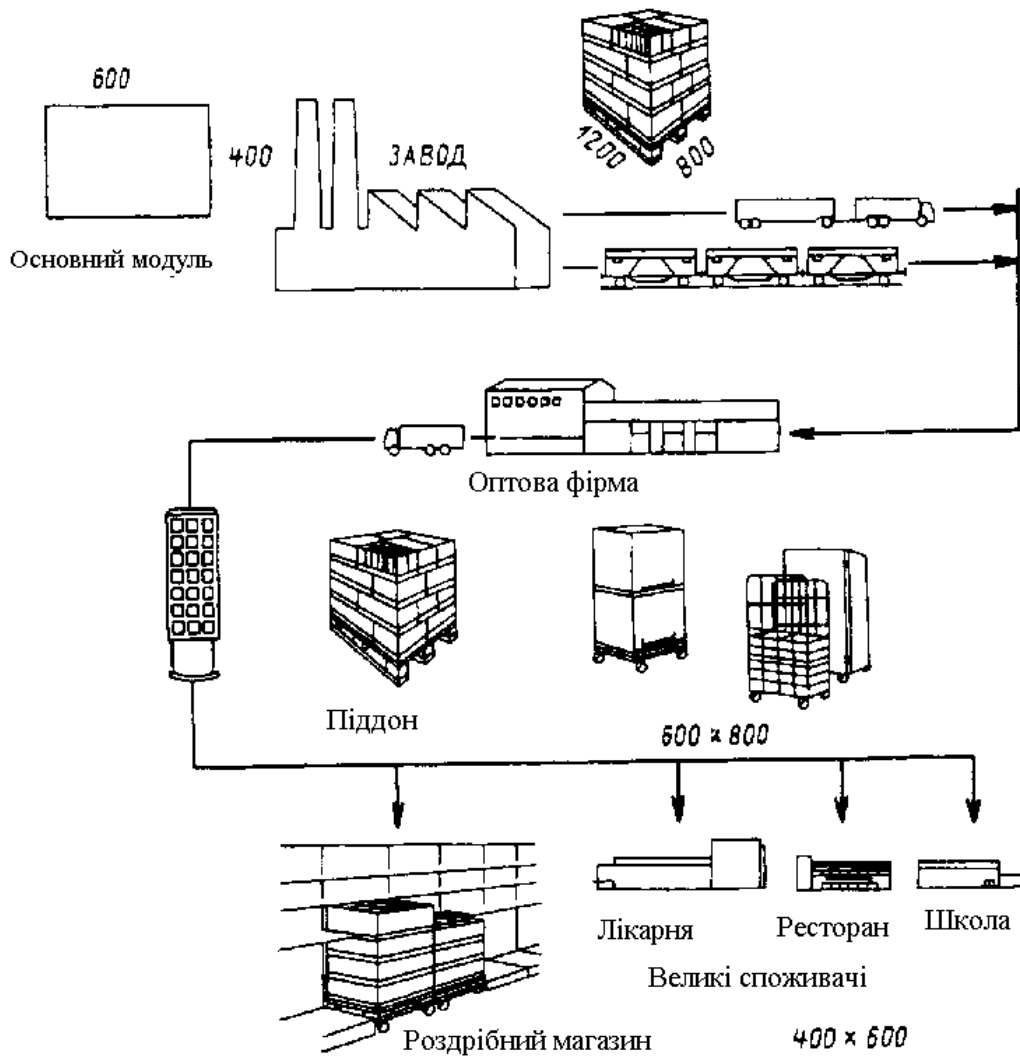 600
400
Основний модуль
ЗАВОД
1200
800
Оптова фірма
Піддон
600 × 800
Лікарня
Ресторан
Школа
Великі споживачі
Роздрібний магазин
400 × 600